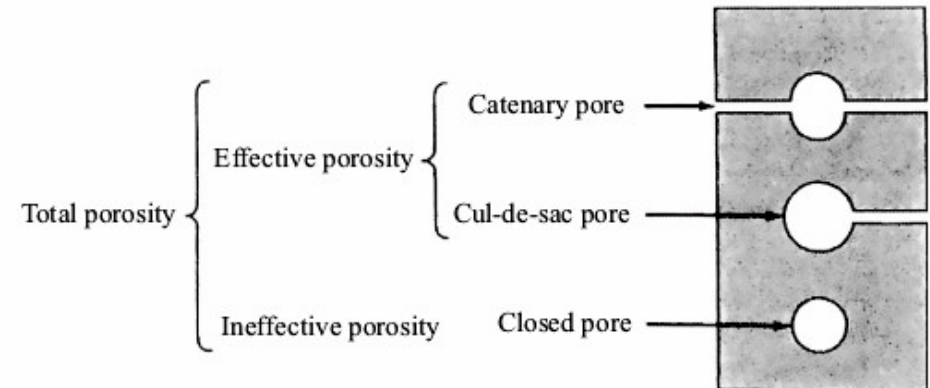 Catenary pore
Effective porosity
Total porosity
Cul-de-sac pore
Ineffective porosity
Closed pore